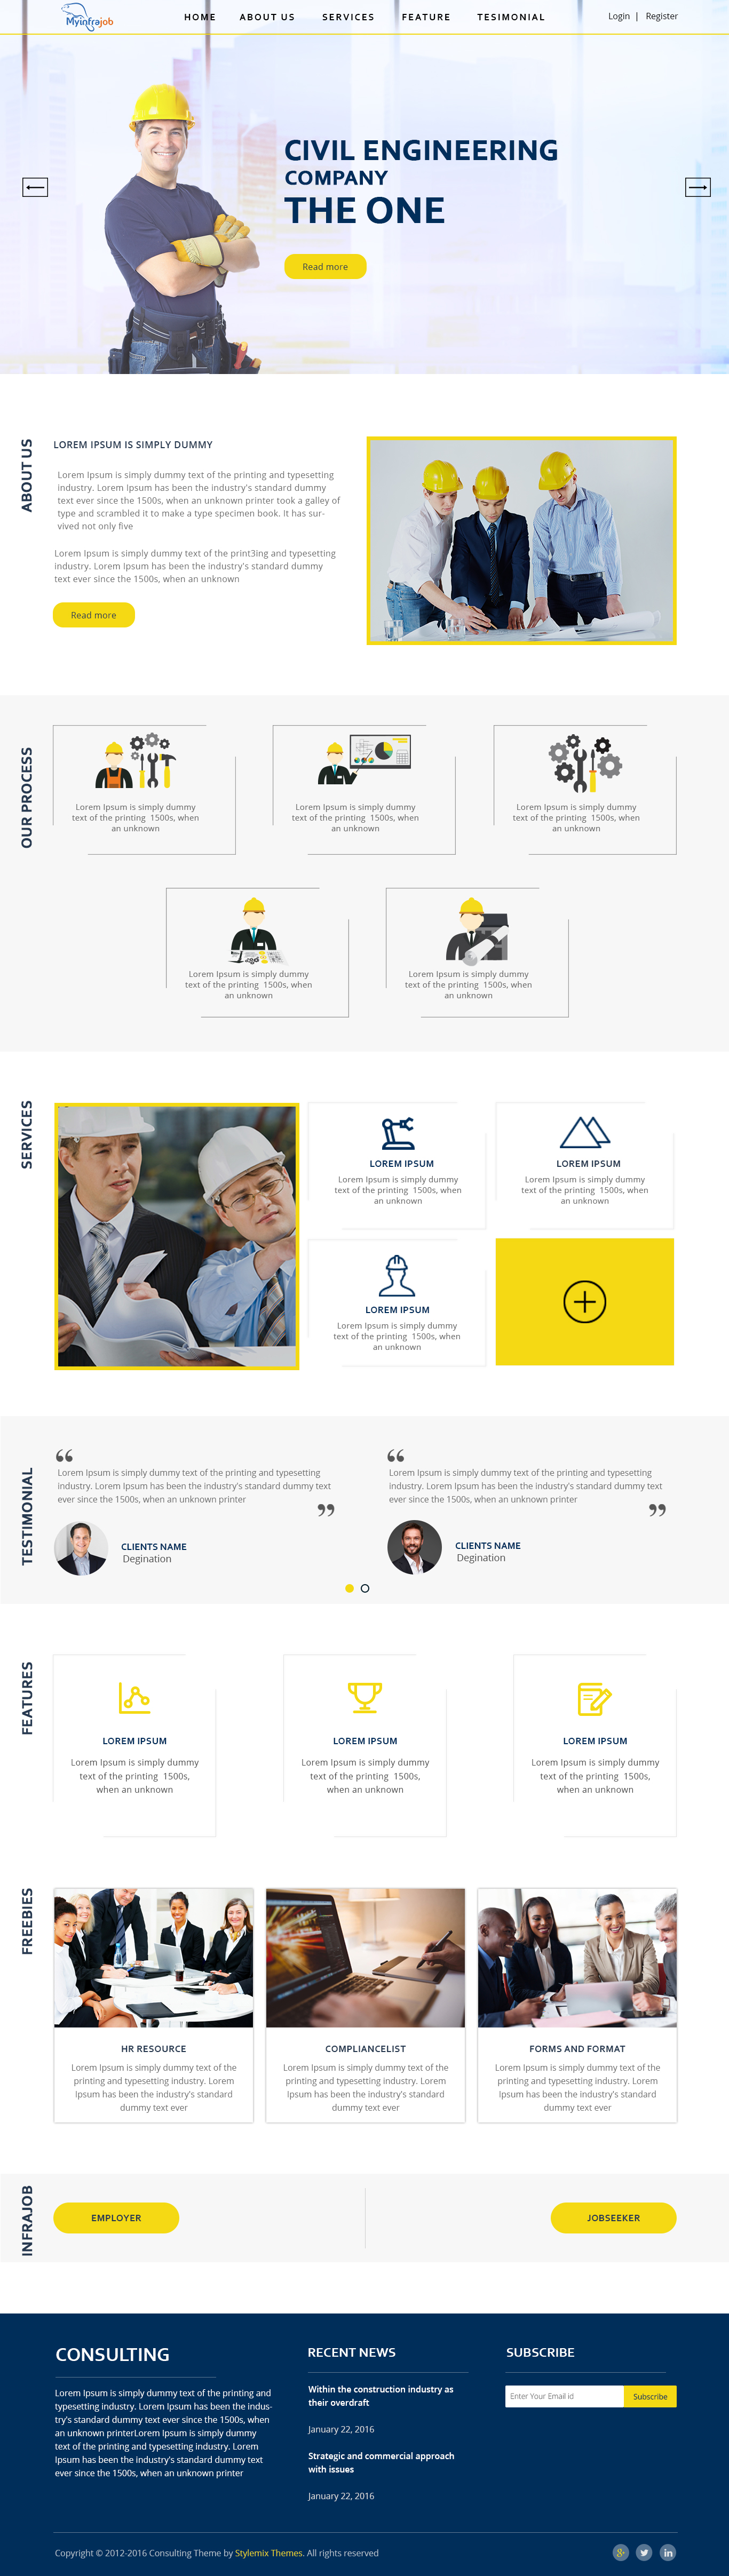 Myinfrajob
HOME ABOUT US SERVICES FEATURE TESIMONIAL
Login | Register
CIVIL ENGINEERING
COMPANY
THE ONE
Read more
ABOUT US
LOREM IPSUM IS SIMPLY DUMMY
Lorem Ipsum is simply dummy text of the printing and typesetting
industry. Lorem Ipsum has been the industry's standard dummy
text ever since the 1500s, when an unknown printer took a galley of
type and scrambled it to make a type specimen book. It has sur-
vived not only five
Lorem Ipsum is simply dummy text of the print3ing and typesetting
industry. Lorem Ipsum has been the industry's standard dummy
text ever since the 1500s, when an unknown
Read more
OUR PROCESS
Lorem Ipsum is simply dummy
text of the printing 1500s, when
an unknown
Lorem Ipsum is simply dummy
text of the printing 1500s, when
an unknown
Lorem Ipsum is simply dummy
text of the printing 1500s, when
an unknown
Lorem Ipsum is simply dummy
text of the printing 1500s, when
an unknown
Lorem Ipsum is simply dummy
text of the printing 1500s, when
an unknown
SERVICES
LOREM IPSUM
Lorem Ipsum is simply dummy
text of the printing 1500s, when
an unknown
LOREM IPSUM
Lorem Ipsum is simply dummy
text of the printing 1500s, when
an unknown
LOREM IPSUM
Lorem Ipsum is simply dummy
text of the printing 1500s, when
an unknown
TESTIMONIAL
“
Lorem Ipsum is simply dummy text of the printing and typesetting
industry. Lorem Ipsum has been the industry's standard dummy text
ever since the 1500s, when an unknown printer
”
CLIENTS NAME
Degination
“
Lorem Ipsum is simply dummy text of the printing and typesetting
industry. Lorem Ipsum has been the industry's standard dummy text
ever since the 1500s, when an unknown printer
”
CLIENTS NAME
Degination
FEATURES
LOREM IPSUM
Lorem Ipsum is simply dummy
text of the printing 1500s,
when an unknown
LOREM IPSUM
Lorem Ipsum is simply dummy
text of the printing 1500s,
when an unknown
LOREM IPSUM
Lorem Ipsum is simply dummy
text of the printing 1500s,
when an unknown
FREEBIES
HR RESOURCE
Lorem Ipsum is simply dummy text of the
printing and typesetting industry. Lorem
Ipsum has been the industry's standard
dummy text ever
COMPLIANCELIST
Lorem Ipsum is simply dummy text of the
printing and typesetting industry. Lorem
Ipsum has been the industry's standard
dummy text ever
FORMS AND FORMAT
Lorem Ipsum is simply dummy text of the
printing and typesetting industry. Lorem
Ipsum has been the industry's standard
dummy text ever
INFRAJOB
EMPLOYER
JOBSEEKER
CONSULTING
Lorem Ipsum is simply dummy text of the printing and
typesetting industry. Lorem Ipsum has been the indus-
try's standard dummy text ever since the 1500s, when
an unknown printerLorem Ipsum is simply dummy
text of the printing and typesetting industry. Lorem
Ipsum has been the industry's standard dummy text
ever since the 1500s, when an unknown printer
RECENT NEWS
Within the construction industry as
their overdraft
January 22, 2016
Strategic and commercial approach
with issues
January 22, 2016
SUBSCRIBE
Enter Your Email id
Subscribe
Copyright © 2012-2016 Consulting Theme by Stylemix Themes. All rights reserved
g+ in